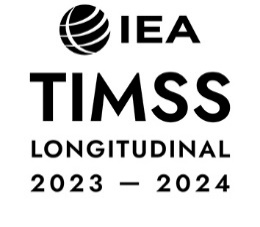 IEA
TIMSS
LONGITUDINAL
2023 — 2024